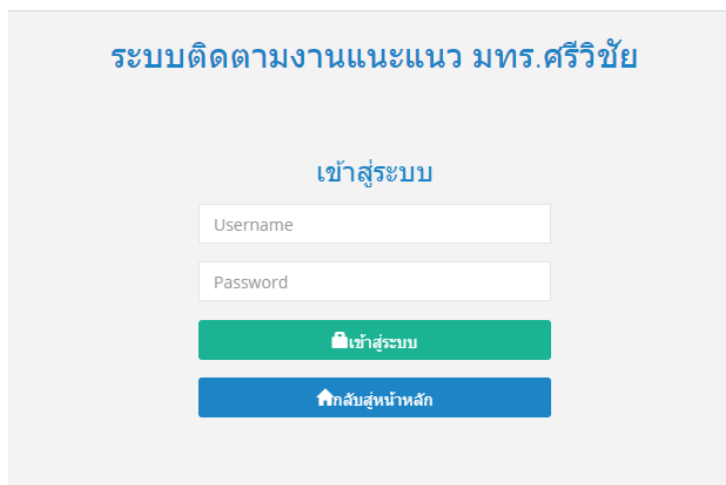 ระบบติดตามงานแนะแนว มทร.ศรีวิชัย
เข้าสู่ระบบ
Username
Password
เข้าสู่ระบบ
กลับสู่หน้าหลัก